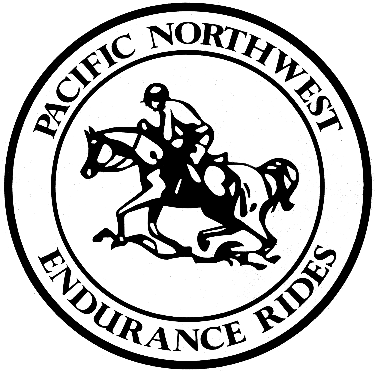 PACIFIC NORTHWEST
ENDURANCE RIDES